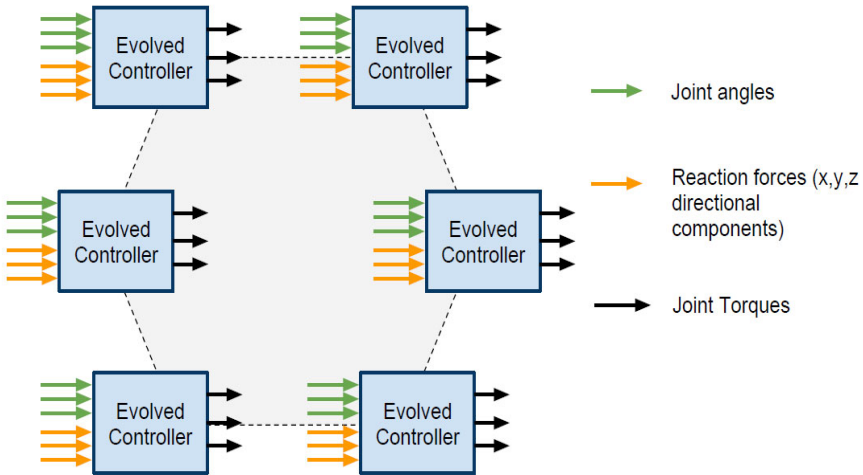 Evolved
Controller
Evolved
Controller
Joint angles
Evolved
Controller
Evolved
Controller
Reaction forces (x,y,z
directional
components)
Joint Torques
Evolved
Controller
Evolved
Controller